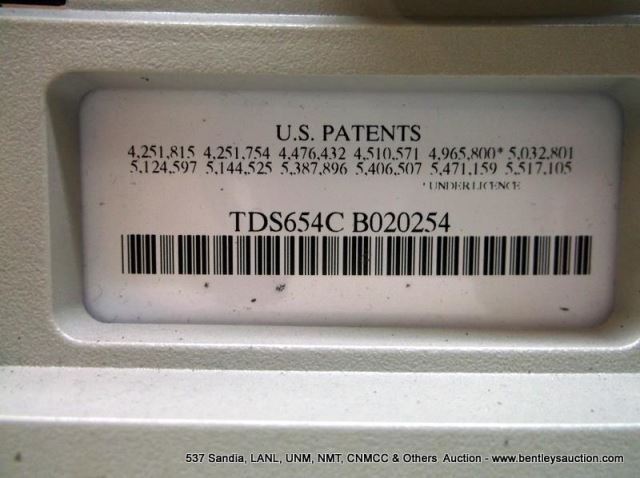 U.S. PATENTS
4,251,815 4,251,754 4,476,432 4,510,571 4,965,800* 5,032,801
5,124,597 5,144,525 5,387,896 5,406,507 5,471,159 5,517,105
* UNDER LICENCE
TDS654C B020254
537 Sandia, LANL, UNM, NMT, CNMCC & Others Auction - www.bentleysauction.com